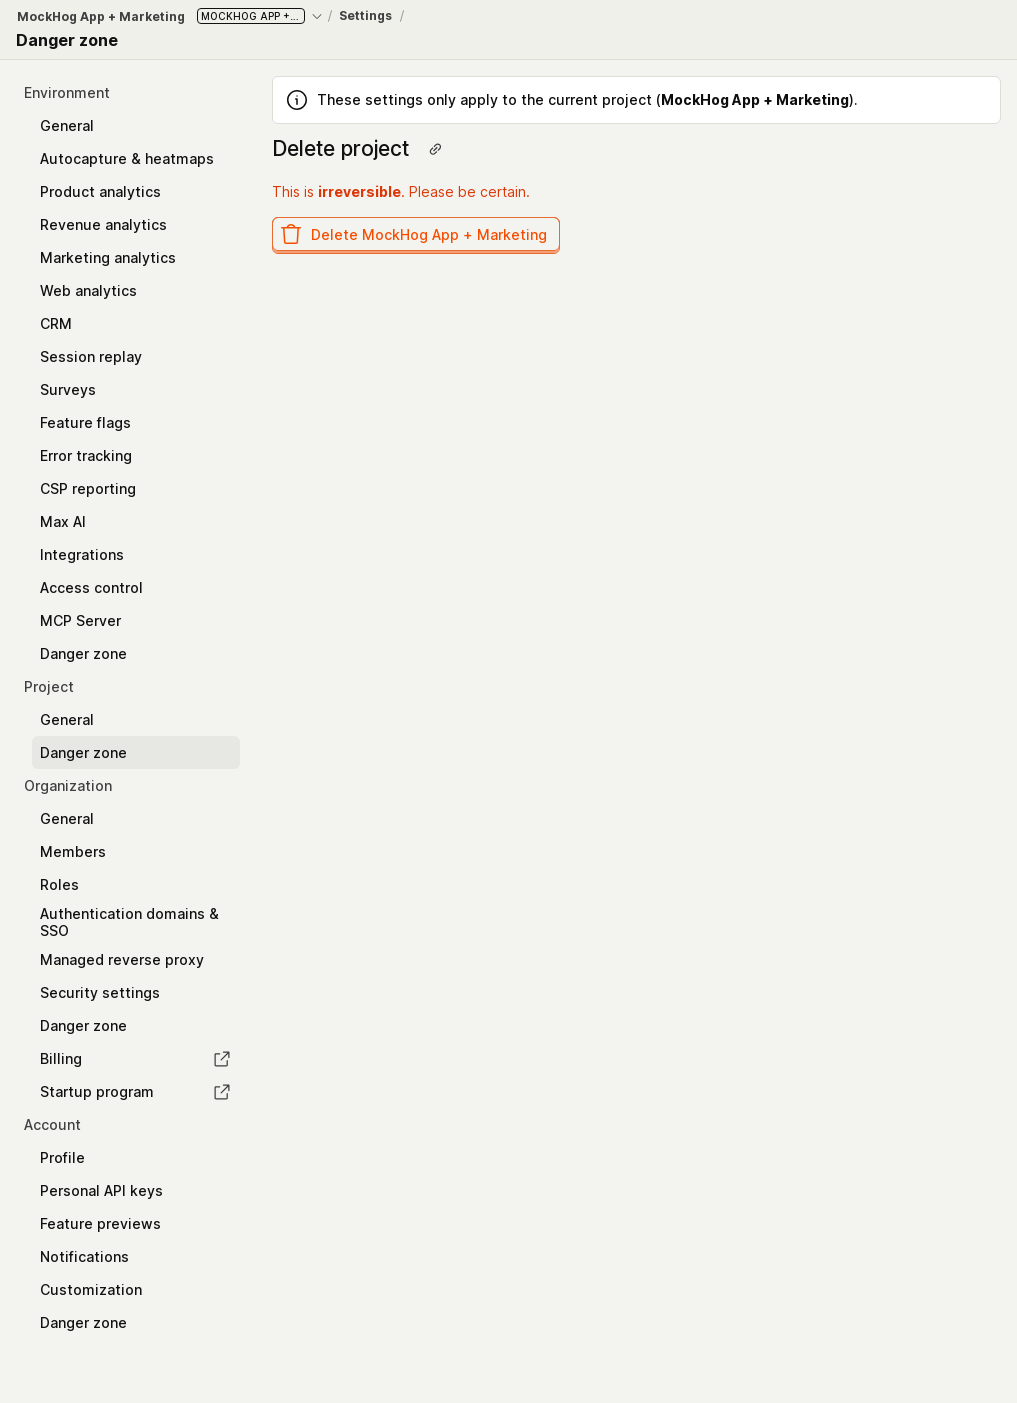 MockHog App + Marketing MOCKHOG APP +... / Settings /
Danger zone
Environment
General
Autocapture & heatmaps
Product analytics
Revenue analytics
Marketing analytics
Web analytics
CRM
Session replay
Surveys
Feature flags
Error tracking
CSP reporting
Max AI
Integrations
Access control
MCP Server
Danger zone
Project
General
Danger zone
Organization
General
Members
Roles
Authentication domains &
SSO
Managed reverse proxy
Security settings
Danger zone
Billing
Startup program
Account
Profile
Personal API keys
Feature previews
Notifications
Customization
Danger zone
These settings only apply to the current project (MockHog App + Marketing).
Delete project
This is irreversible. Please be certain.
Delete MockHog App + Marketing